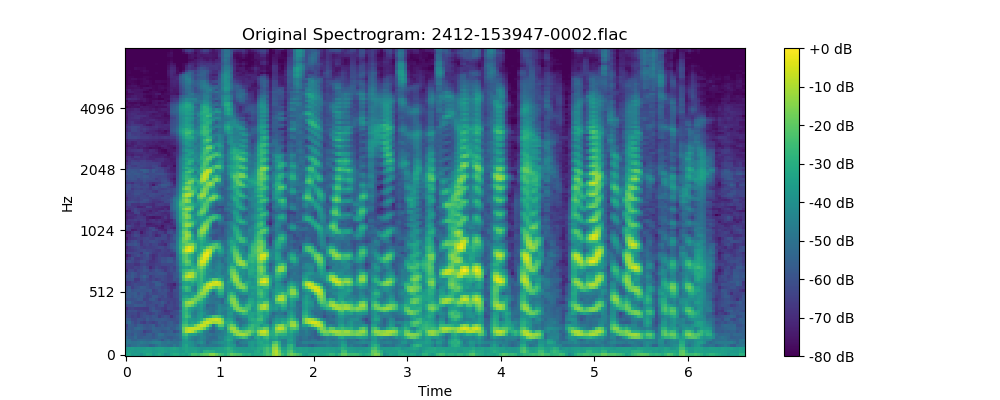 Original Spectrogram: 2412-153947-0002.flac
Hz
4096
2048
1024
512
0
0 1 2 3 4 5 6
Time
+0 dB
-10 dB
-20 dB
-30 dB
-40 dB
-50 dB
-60 dB
-70 dB
-80 dB